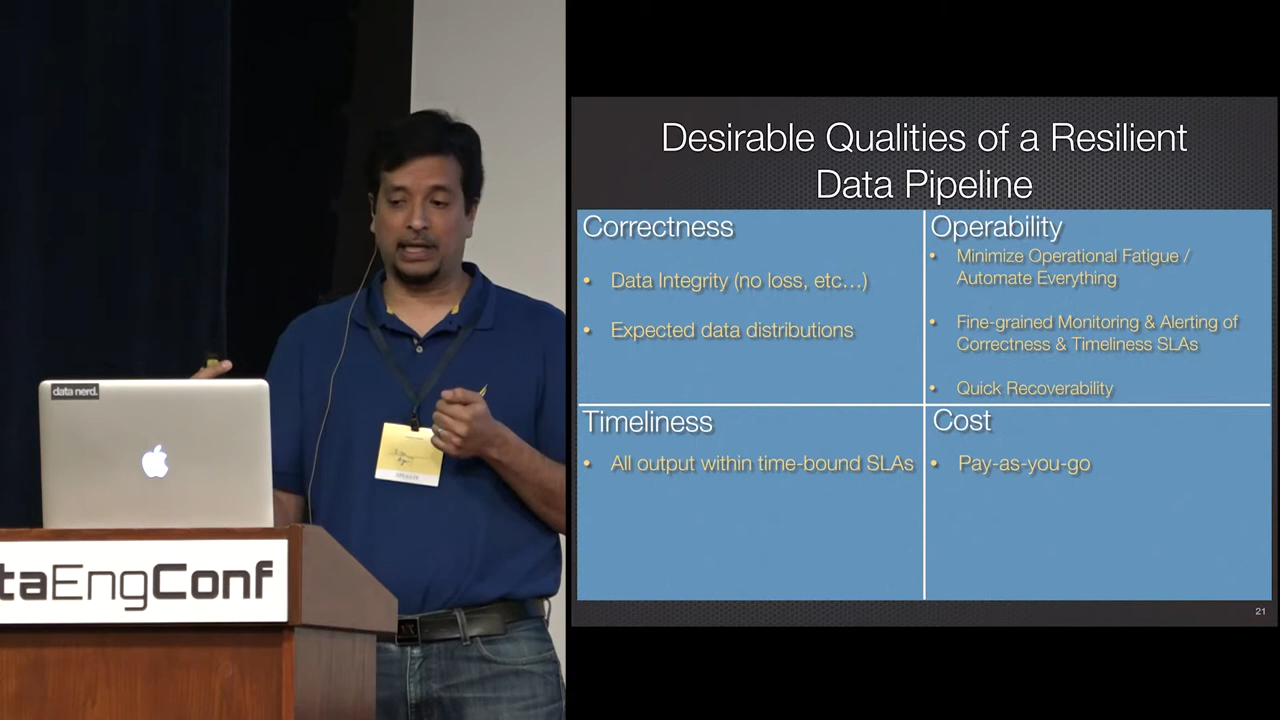 data nerd.
taEngConf
Desirable Qualities of a Resilient
Data Pipeline
Correctness
• Data Integrity (no loss, etc…)
• Expected data distributions
Operability
• Minimize Operational Fatigue /
Automate Everything
• Fine-grained Monitoring & Alerting of
Correctness & Timeliness SLAs
• Quick Recoverability
Timeliness
• All output within time-bound SLAs
Cost
• Pay-as-you-go
21